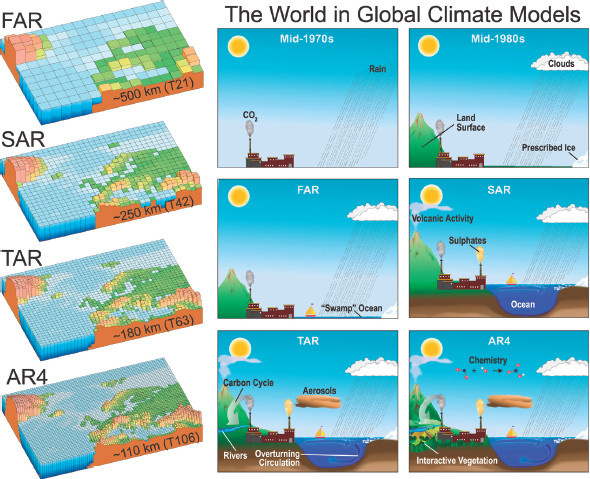 FAR
~500 km (T21)
SAR
~250 km (T42)
TAR
~180 km (T63)
AR4
~110 km (T106)
The World in Global Climate Models
Mid-1970s
Rain
CO2
Mid-1980s
Clouds
Land
Surface
Prescribed Ice
FAR
"Swamp" Ocean
SAR
Volcanic Activity
Sulphates
Ocean
TAR
Carbon Cycle
Aerosols
Rivers
Overturning
Circulation
AR4
Chemistry
Interactive Vegetation